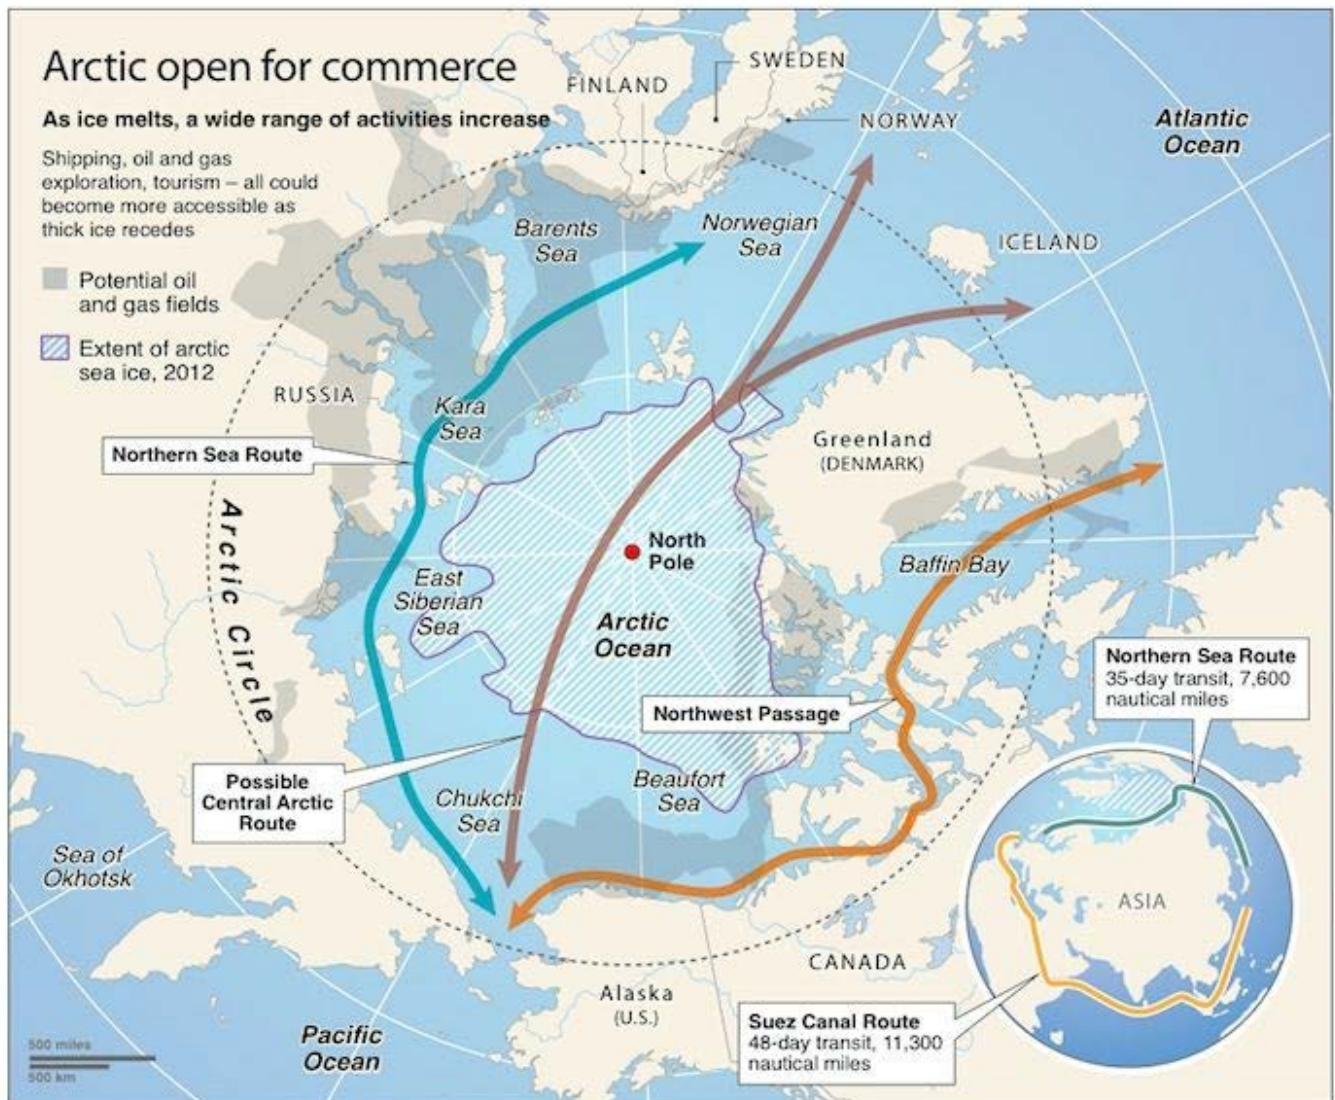 Arctic open for commerce
As ice melts, a wide range of activities increase
Shipping, oil and gas
exploration, tourism – all could
become more accessible as
thick ice recedes
Potential oil
and gas fields
Extent of arctic
sea ice, 2012
FINLAND
SWEDEN
NORWAY
Atlantic
Ocean
Barents
Sea
Norwegian
Sea
ICELAND
RUSSIA
Kara
Sea
Northern Sea Route
Greenland
(DENMARK)
Arctic Circle
North
Pole
Baffin Bay
East
Siberian
Sea
Arctic
Ocean
Northwest Passage
Northern Sea Route
35-day transit, 7,600
nautical miles
Possible
Central Arctic
Route
Chukchi
Sea
Beaufort
Sea
Sea of
Okhotsk
ASIA
CANADA
Alaska
(U.S.)
Suez Canal Route
48-day transit, 11,300
nautical miles
Pacific
Ocean
500 miles
500 km